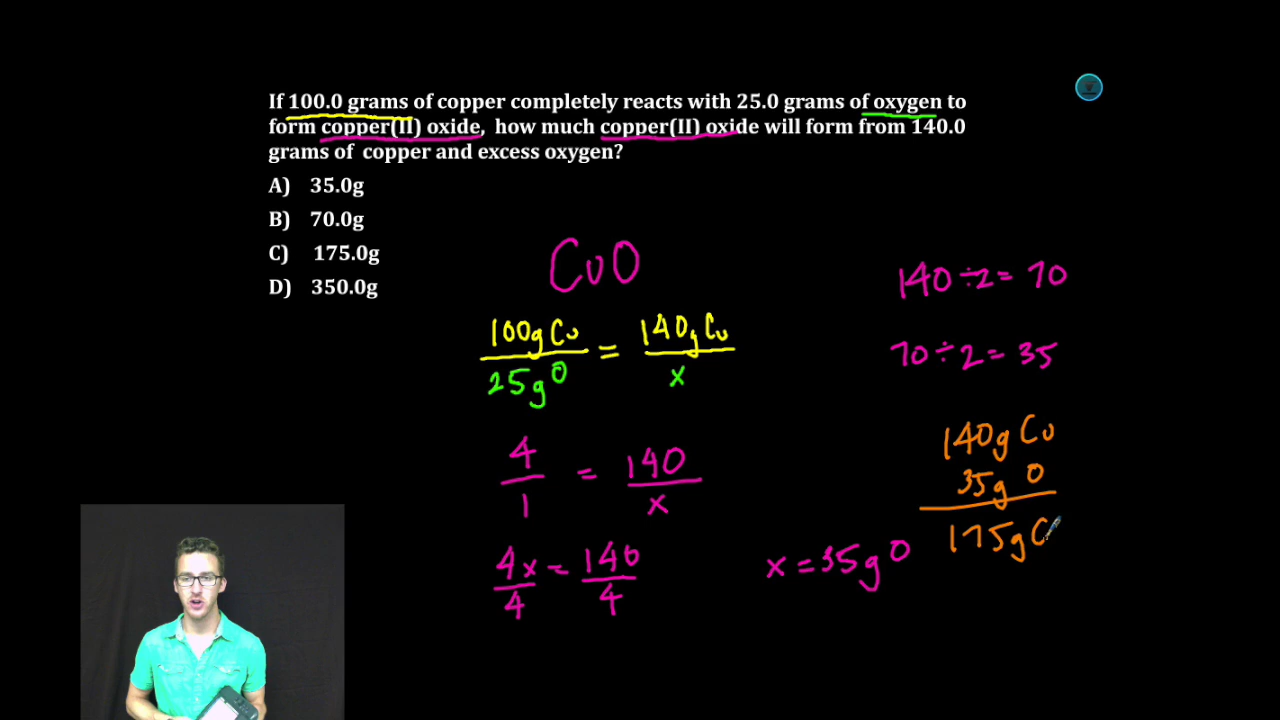 If 100.0 grams of copper completely reacts with 25.0 grams of oxygen to
form copper(II) oxide, how much copper(II) oxide will form from 140.0
grams of copper and excess oxygen?
A) 35.0g
B) 70.0g
C) 175.0g
D) 350.0g
CuO
100g Cu = 140g Cu
25g O x
4 = 140
1 x
4x = 140
4 4
x = 35g O
140 ÷ 2 = 70
70 ÷ 2 = 35
140g Cu
35g O
175g C